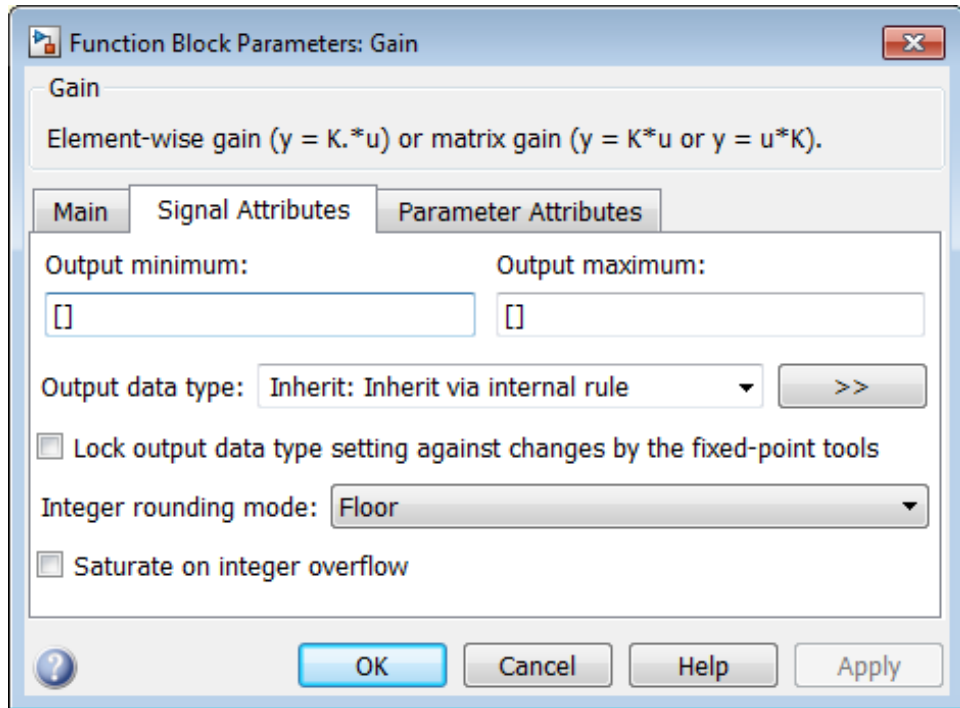 Function Block Parameters: Gain
Gain
Element-wise gain (y = K.*u) or matrix gain (y = K*u or y = u*K).
Main Signal Attributes Parameter Attributes
Output minimum: Output maximum:
[] []
Output data type: Inherit: Inherit via internal rule >>
Lock output data type setting against changes by the fixed-point tools
Integer rounding mode: Floor
Saturate on integer overflow
? OK Cancel Help Apply